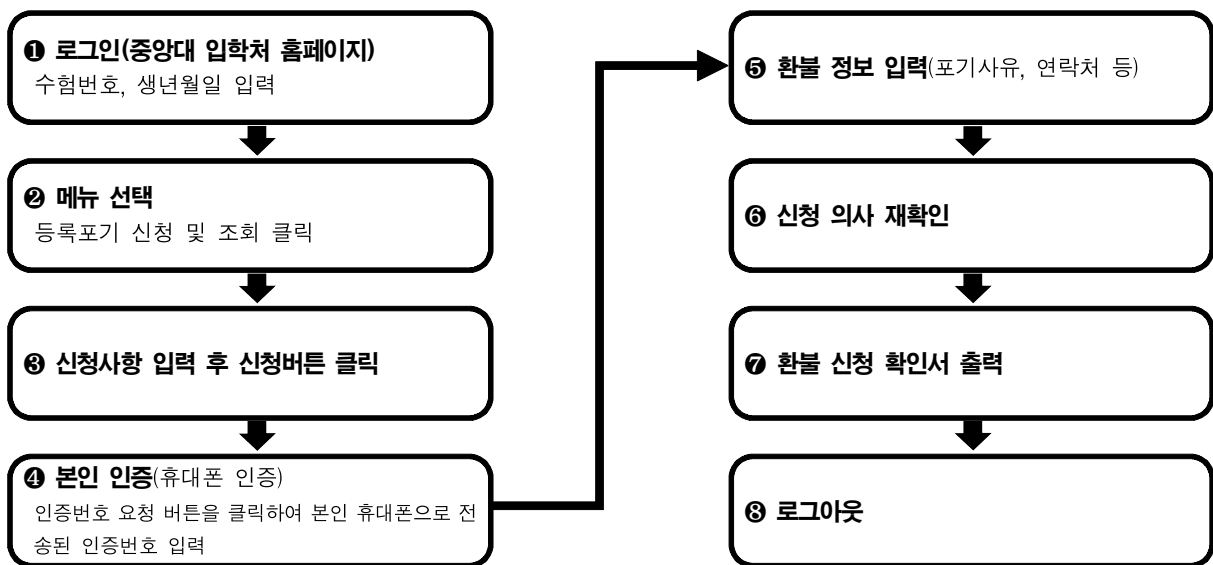 ❶ 로그인(중앙대 입학처 홈페이지)
수험번호, 생년월일 입력
❷ 메뉴 선택
등록포기 신청 및 조회 클릭
❸ 신청사항 입력 후 신청버튼 클릭
❹ 본인 인증(휴대폰 인증)
인증번호 요청 버튼을 클릭하여 본인 휴대폰으로 전
송된 인증번호 입력
❺ 환불 정보 입력(포기사유, 연락처 등)
❻ 신청 의사 재확인
❼ 환불 신청 확인서 출력
❽ 로그아웃